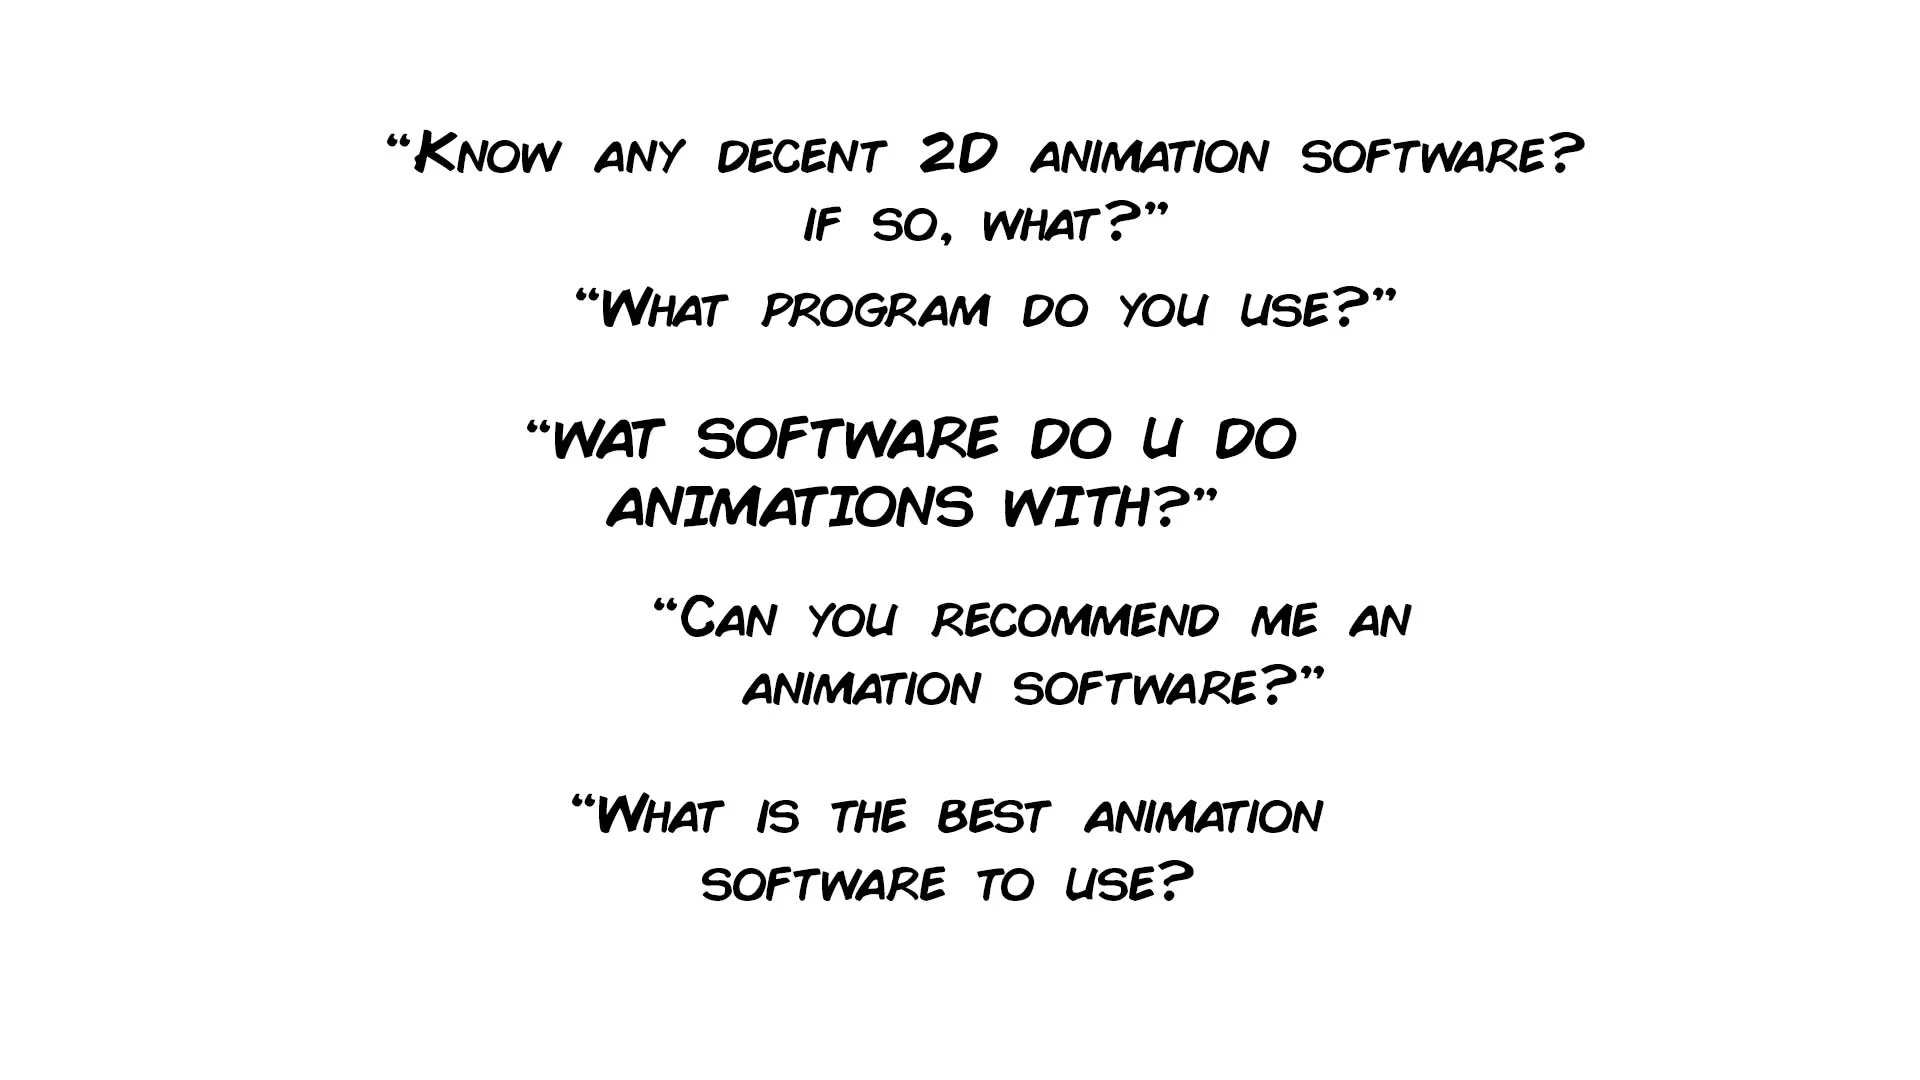 “Know any decent 2D animation software?
if so, what?”
“What program do you use?”
“WAT SOFTWARE DO U DO
ANIMATIONS WITH?”
“Can you recommend me an
animation software?”
“What is the best animation
software to use?